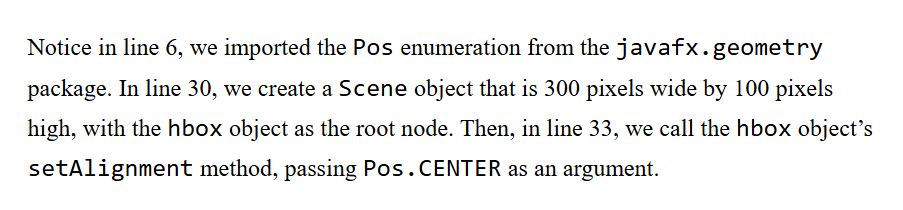 Notice in line 6, we imported the Pos enumeration from the javafx.geometry
package. In line 30, we create a Scene object that is 300 pixels wide by 100 pixels
high, with the hbox object as the root node. Then, in line 33, we call the hbox object’s
setAlignment method, passing Pos.CENTER as an argument.